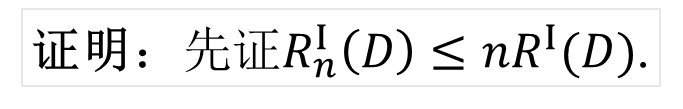 证明：先证$R_n^{\mathrm{I}}(D) \leq nR^{\mathrm{I}}(D).$